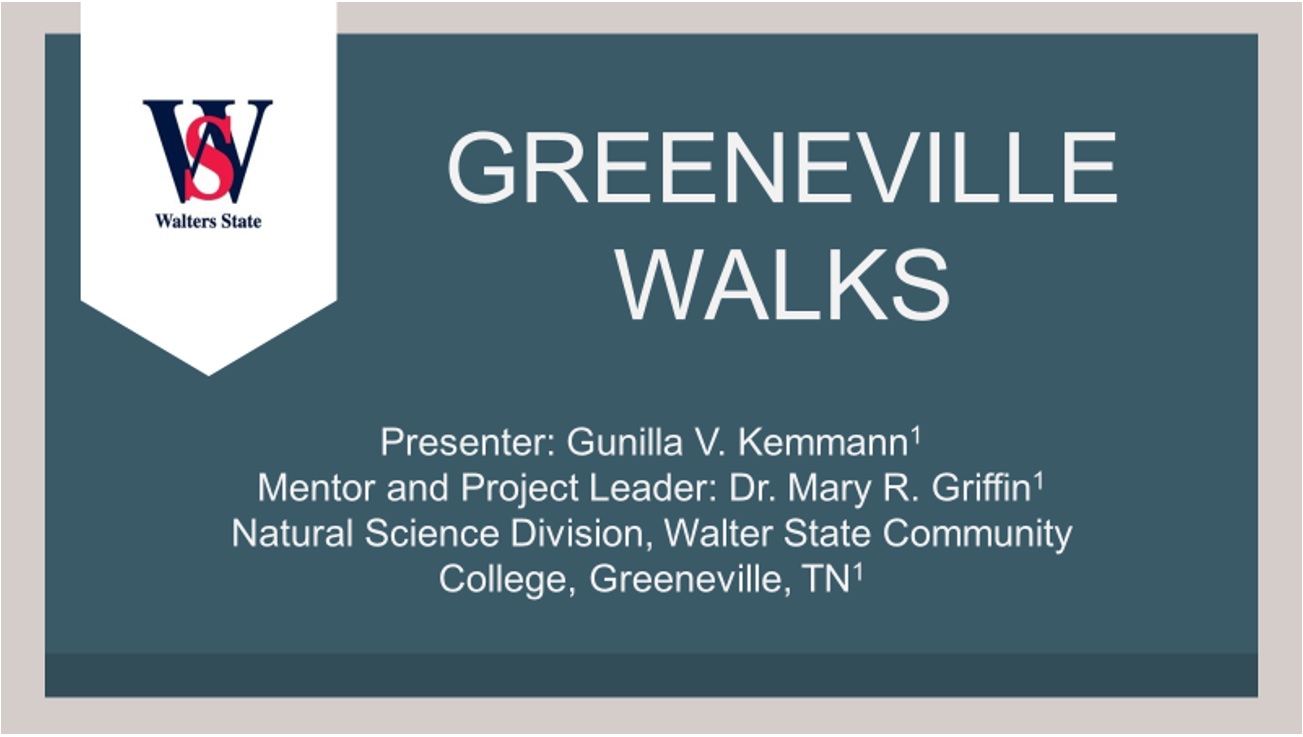 WS
Walters State
GREENEVILLE
WALKS
Presenter: Gunilla V. Kemmann¹
Mentor and Project Leader: Dr. Mary R. Griffin¹
Natural Science Division, Walter State Community
College, Greeneville, TN¹